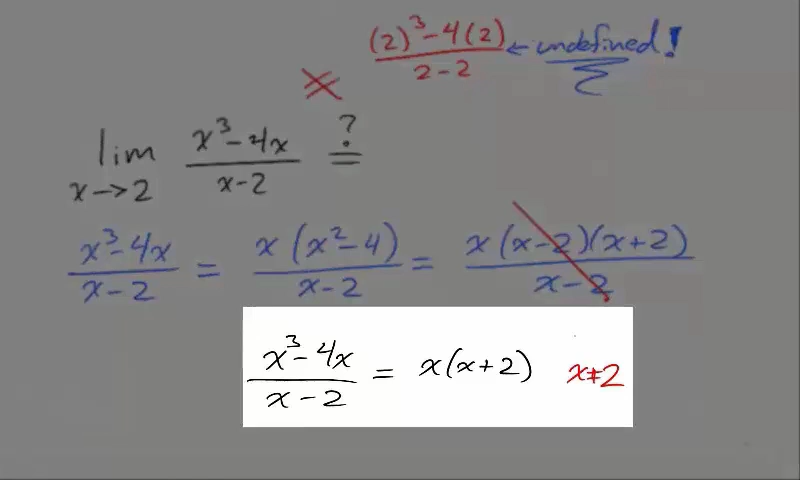 (2)³-4(2)/2-2 ← undefined!
lim x→2 x³-4x/x-2 ?=
x³-4x/x-2 = x(x²-4)/x-2 = x(x-2)(x+2)/x-2
x³-4x/x-2 = x(x+2) x≠2